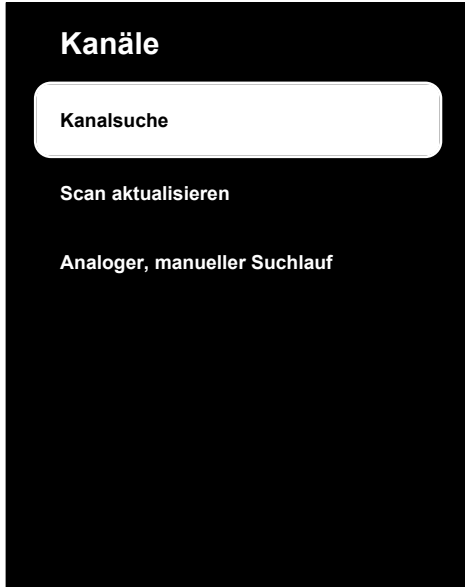 Kanäle
Kanalsuche
Scan aktualisieren
Analoger, manueller Suchlauf